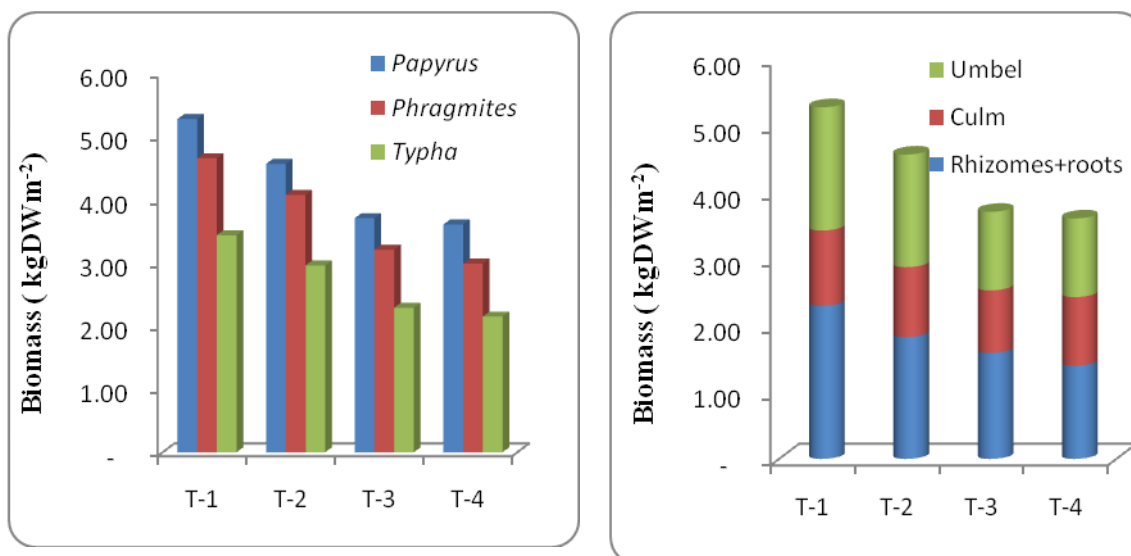 Biomass ( kgDWm-2)
6.00
5.00
4.00
3.00
2.00
1.00
-
Papyrus
Phragmites
Typha
T-1 T-2 T-3 T-4
Biomass ( kgDWm-2)
6.00
5.00
4.00
3.00
2.00
1.00
-
Umbel
Culm
Rhizomes+roots
T-1 T-2 T-3 T-4